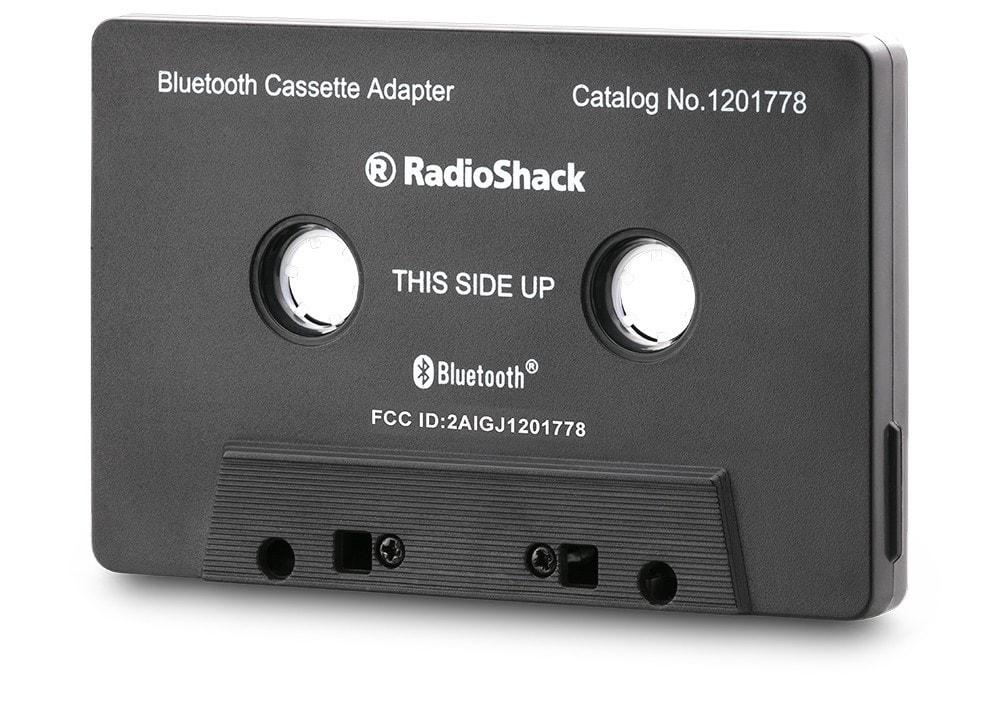 Bluetooth Cassette Adapter
Catalog No.1201778
® RadioShack
THIS SIDE UP
Bluetooth®
FCC ID:2AIGJ1201778